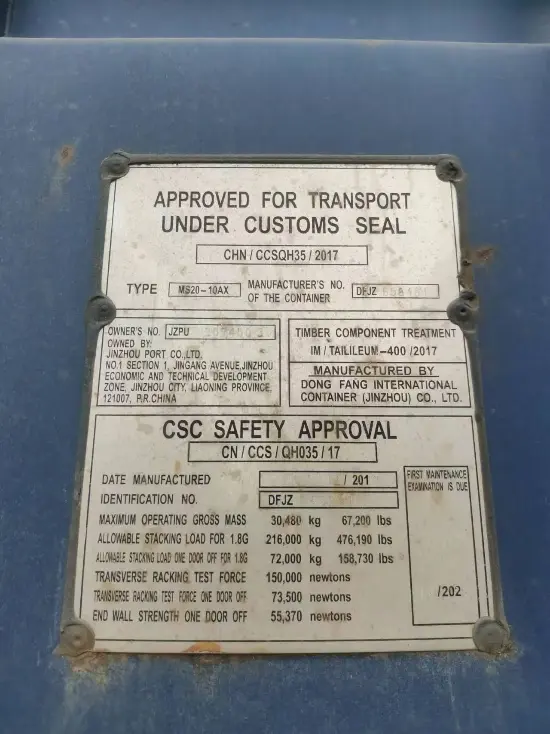 APPROVED FOR TRANSPORT
UNDER CUSTOMS SEAL
CHN / CCSQH35 / 2017
TYPE MS20-10AX
MANUFACTURER'S NO.
OF THE CONTAINER
DFJZ
OWNER'S NO. JZPU
OWNED BY:
JINZHOU PORT CO.,LTD.
NO.1 SECTION 1, JINGANG AVENUE,JINZHOU
ECONOMIC AND TECHNICAL DEVELOPMENT
ZONE, JINZHOU CITY, LIAONING PROVINCE,
121007, P.R.CHINA
TIMBER COMPONENT TREATMENT
IM / TAILILEUM-400 /2017
MANUFACTURED BY
DONG FANG INTERNATIONAL
CONTAINER (JINZHOU) CO., LTD.
CSC SAFETY APPROVAL
CN / CCS / QH035 / 17
DATE MANUFACTURED / 201
IDENTIFICATION NO. DFJZ
MAXIMUM OPERATING GROSS MASS 30,480 kg 67,200 lbs
ALLOWABLE STACKING LOAD FOR 1.8G 216,000 kg 476,190 lbs
ALLOWABLE STACKING LOAD ONE DOOR OFF FOR 1.8G 72,000 kg 158,730 lbs
TRANSVERSE RACKING TEST FORCE 150,000 newtons
TRANSVERSE RACKING TEST FORCE ONE DOOR OFF 73,500 newtons
END WALL STRENGTH ONE DOOR OFF 55,370 newtons
FIRST MAINTENANCE
EXAMINATION IS DUE
/202